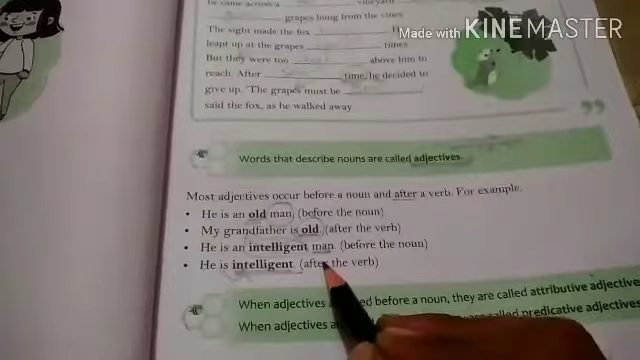 he came across a vineyard
grapes hung from the vines
The sight made the fox
leapt up at the grapes times
But they were too above him to
reach. After time, he decided to
give up. 'The grapes must be
said the fox, as he walked away
Made with KINEMASTER
Words that describe nouns are called adjectives.
Most adjectives occur before a noun and after a verb. For example,
• He is an old man (before the noun)
• My grandfather is old (after the verb)
• He is an intelligent man. (before the noun)
• He is intelligent. (after the verb)
When adjectives before a noun, they are called attributive adjective
When adjectives called predicative adjectives